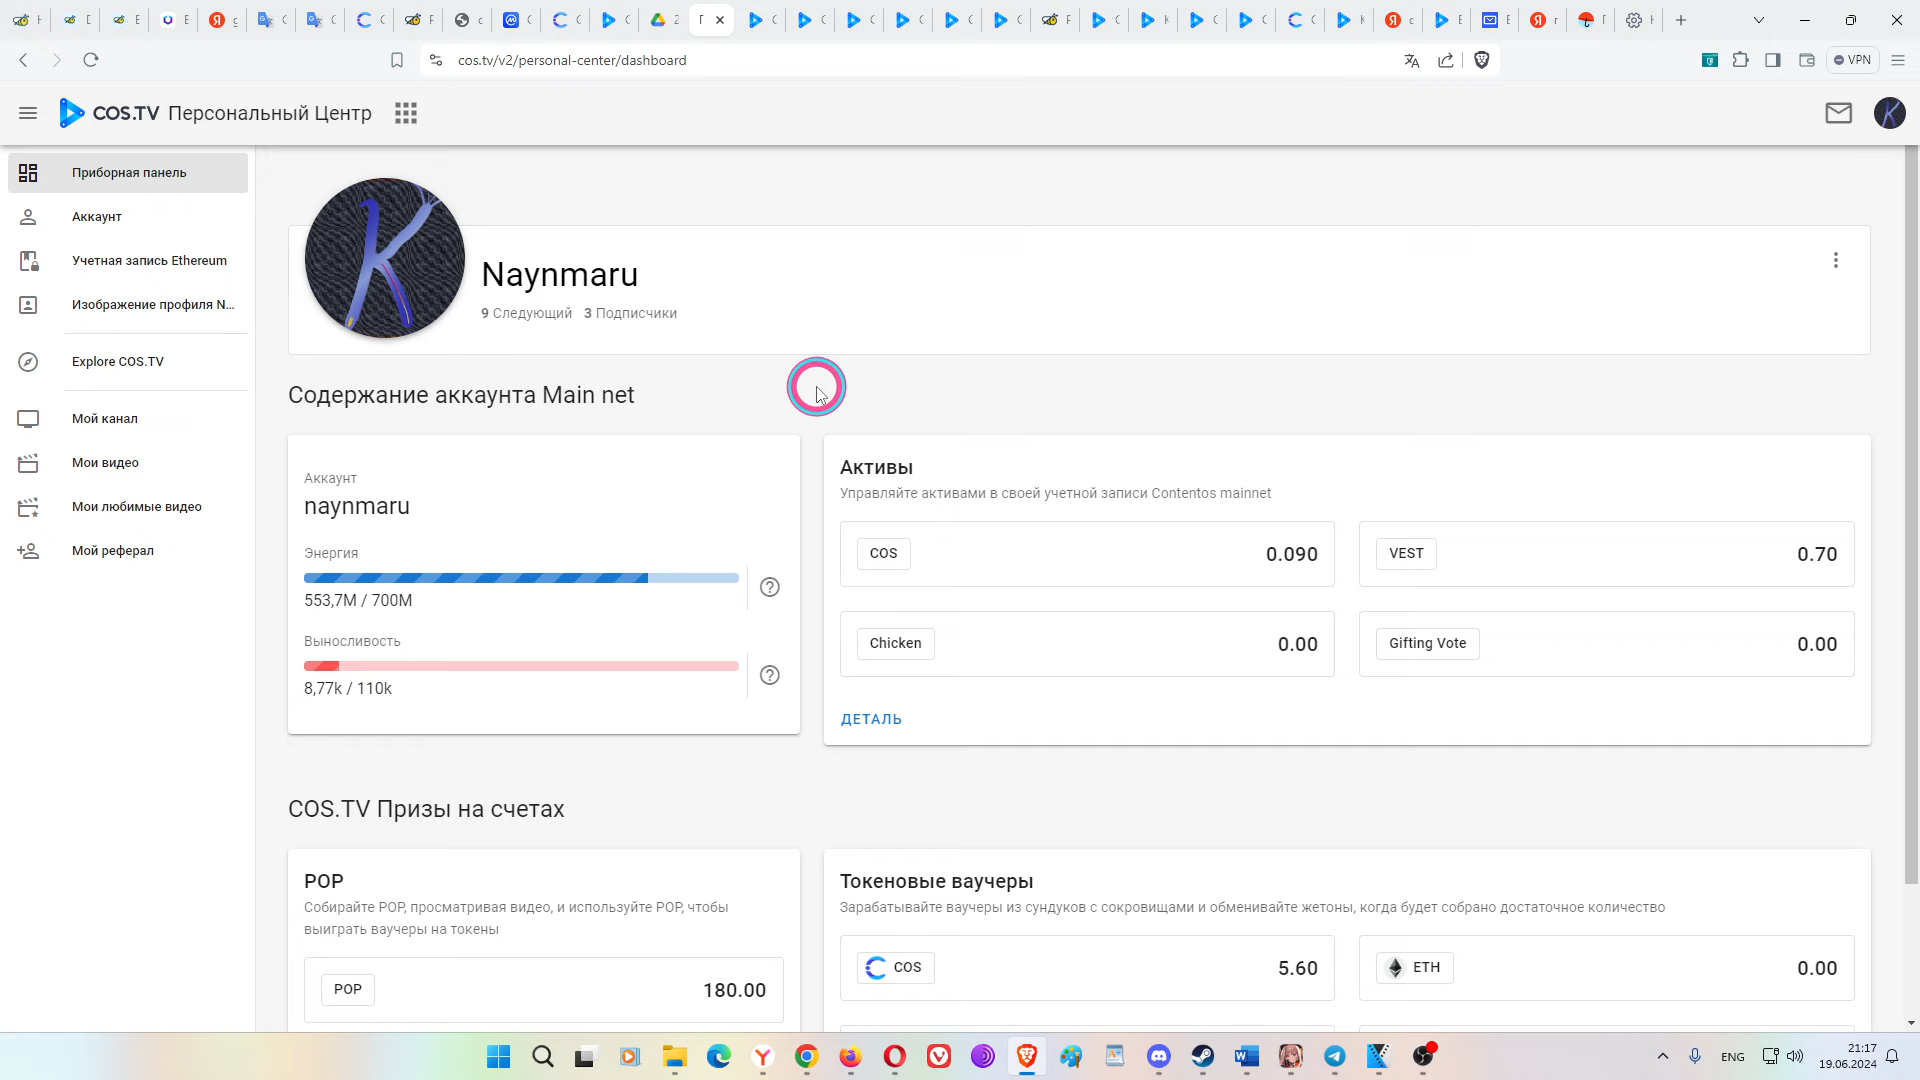 cos.tv/v2/personal-center/dashboard
VPN
COS.TV Персональный Центр
Приборная панель
Аккаунт
Учетная запись Ethereum
Изображение профиля N...
Explore COS.TV
Мой канал
Мои видео
Мои любимые видео
Мой реферал
Naynmaru
9 Следующий 3 Подписчики
Содержание аккаунта Main net
Аккаунт
naynmaru
Энергия
553,7M / 700M
Выносливость
8,77k / 110k
Активы
Управляйте активами в своей учетной записи Contentos mainnet
COS 0.090
VEST 0.70
Chicken 0.00
Gifting Vote 0.00
ДЕТАЛЬ
COS.TV Призы на счетах
POP
Собирайте POP, просматривая видео, и используйте POP, чтобы
выиграть ваучеры на токены
POP 180.00
Токеновые ваучеры
Зарабатывайте ваучеры из сундуков с сокровищами и обменивайте жетоны, когда будет собрано достаточное количество
COS 5.60
ETH 0.00
ENG
21:17
19.06.2024